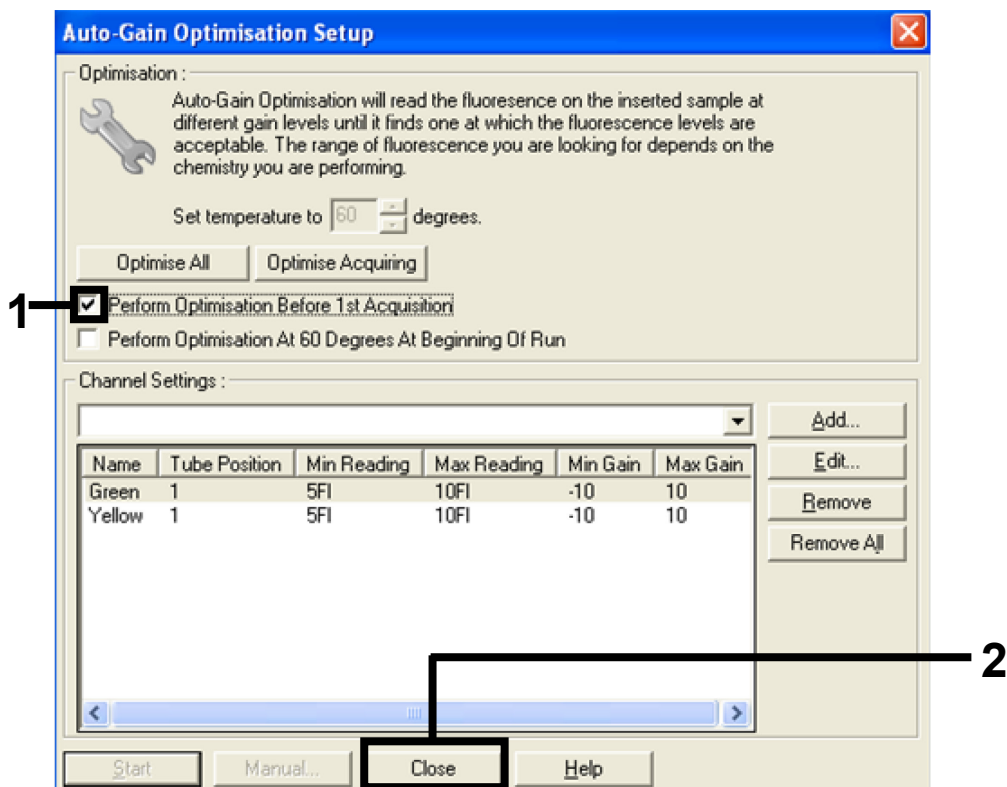 Auto-Gain Optimisation Setup
Optimisation :
Auto-Gain Optimisation will read the fluoresence on the inserted sample at
different gain levels until it finds one at which the fluorescence levels are
acceptable. The range of fluorescence you are looking for depends on the
chemistry you are performing.
Set temperature to 60 degrees.
Optimise All Optimise Acquiring
1 Perform Optimisation Before 1st Acquisition
Perform Optimisation At 60 Degrees At Beginning Of Run
Channel Settings :
Add...
Name Tube Position Min Reading Max Reading Min Gain Max Gain Edit...
Green 1 5Fl 10Fl -10 10
Remove
Yellow 1 5Fl 10Fl -10 10
Remove All
2
Start Manual... Close Help